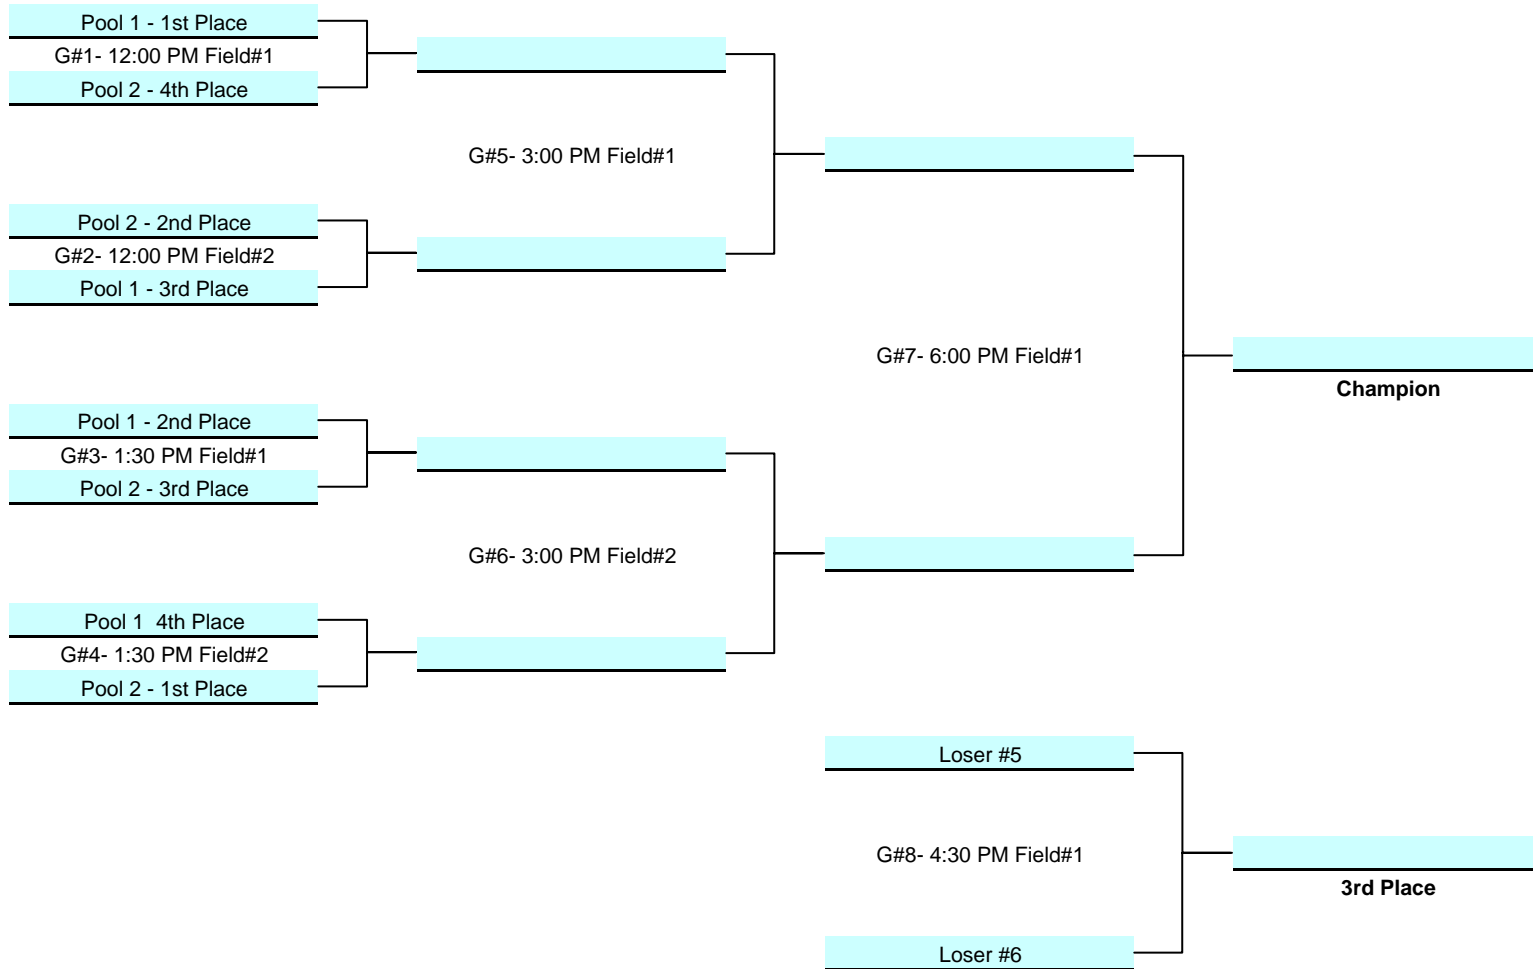 Pool 1 - 1st Place
G#1- 12:00 PM Field#1
Pool 2 - 4th Place
G#5- 3:00 PM Field#1
Pool 2 - 2nd Place
G#2- 12:00 PM Field#2
Pool 1 - 3rd Place
G#7- 6:00 PM Field#1
Champion
Pool 1 - 2nd Place
G#3- 1:30 PM Field#1
Pool 2 - 3rd Place
G#6- 3:00 PM Field#2
Pool 1  4th Place
G#4- 1:30 PM Field#2
Pool 2 - 1st Place
Loser #5
G#8- 4:30 PM Field#1
3rd Place
Loser #6